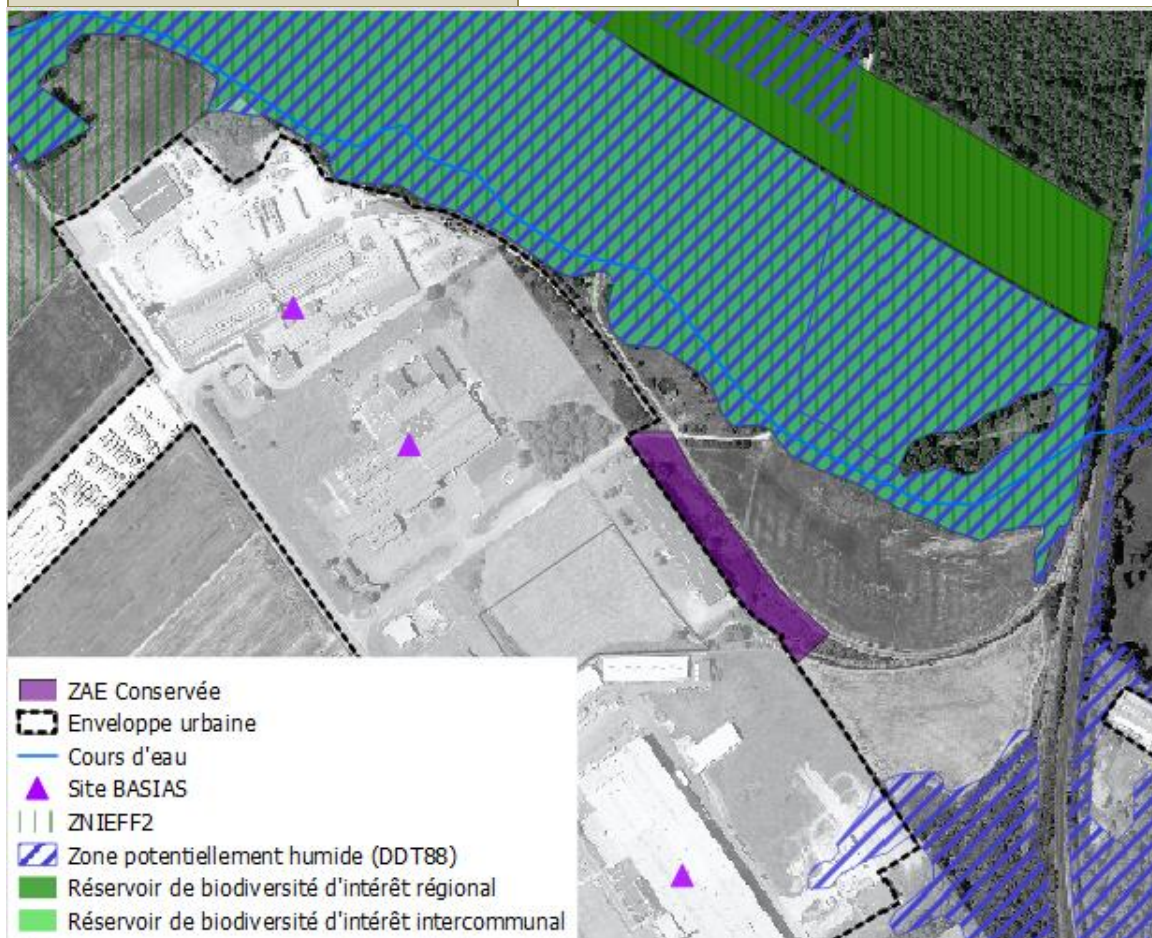 ZAE Conservée
Enveloppe urbaine
Cours d'eau
Site BASIAS
ZNIEFF2
Zone potentiellement humide (DDT88)
Réservoir de biodiversité d'intérêt régional
Réservoir de biodiversité d'intérêt intercommunal